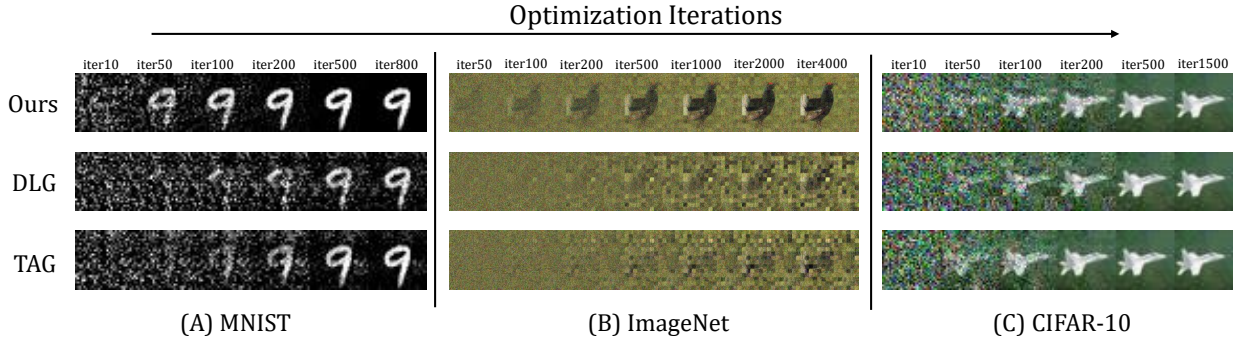 Optimization Iterations
iter10 iter50 iter100 iter200 iter500 iter800
iter50 iter100 iter200 iter500 iter1000 iter2000 iter4000
iter10 iter50 iter100 iter200 iter500 iter1500
Ours
DLG
TAG
(A) MNIST
(B) ImageNet
(C) CIFAR-10